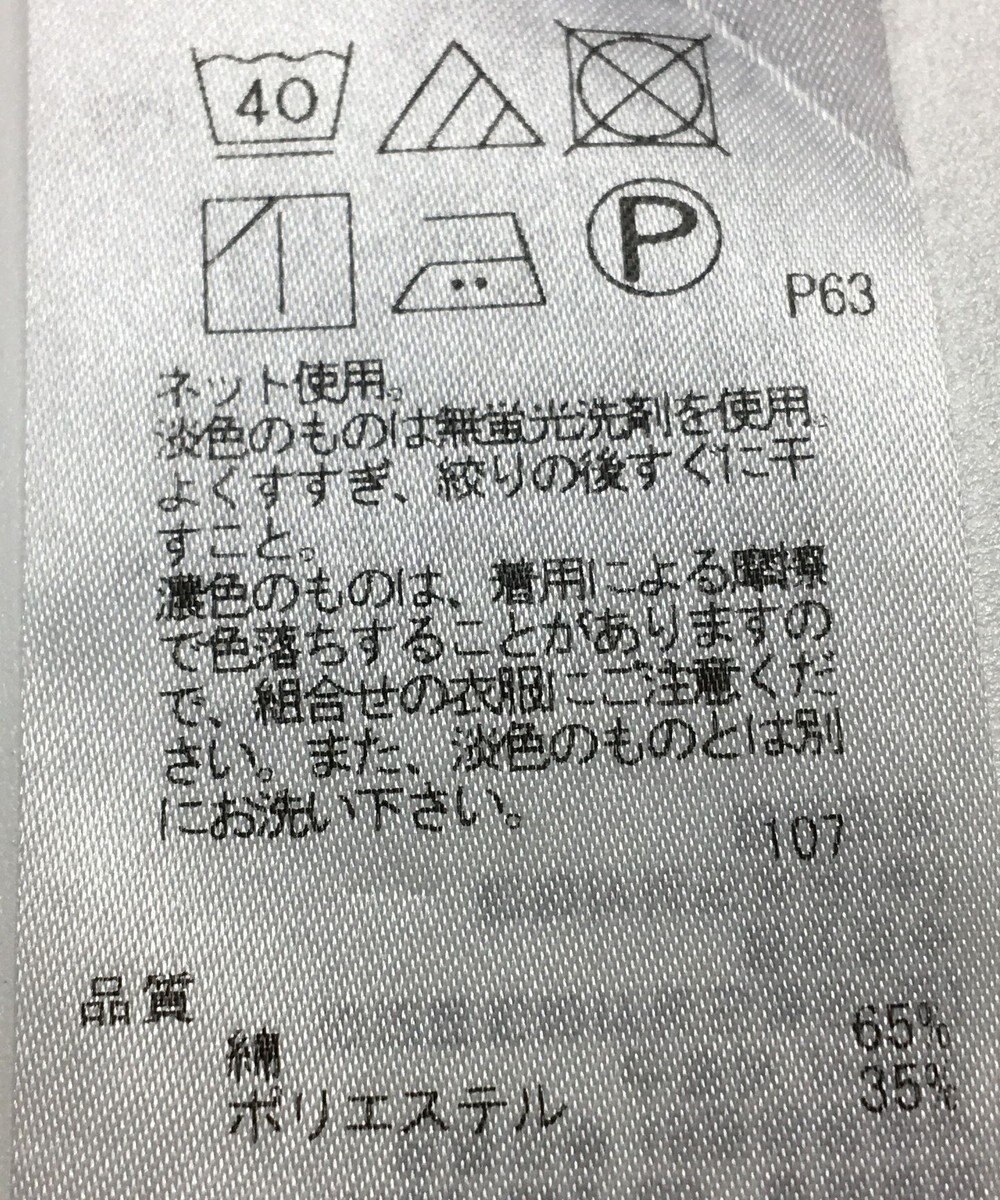 40
P
P63
ネット使用。
淡色のものは無蛍光洗剤を使用。
よくすすぎ、絞りの後すぐに干
すこと。
濃色のものは、着用による摩擦
で色落ちすることがありますの
で、組合せの衣服にご注意くだ
さい。また、淡色のものとは別
にお洗い下さい。
107
品質
綿 65%
ポリエステル 35%